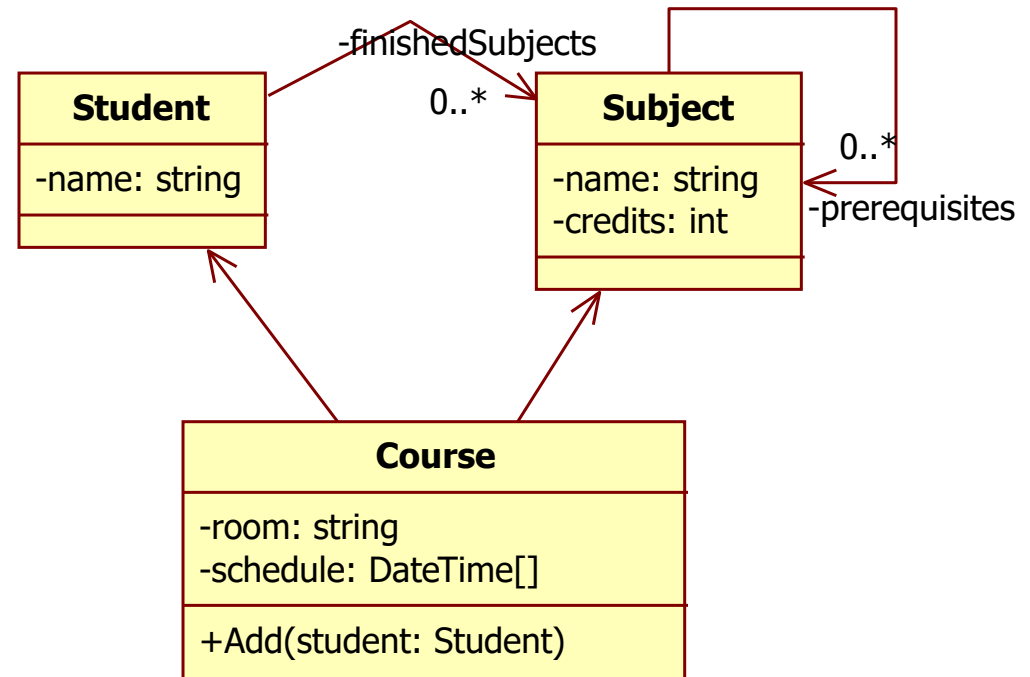 -finishedSubjects
0..*
Student
-name: string
Subject
-name: string
-credits: int
0..*
-prerequisites
Course
-room: string
-schedule: DateTime[]
+Add(student: Student)